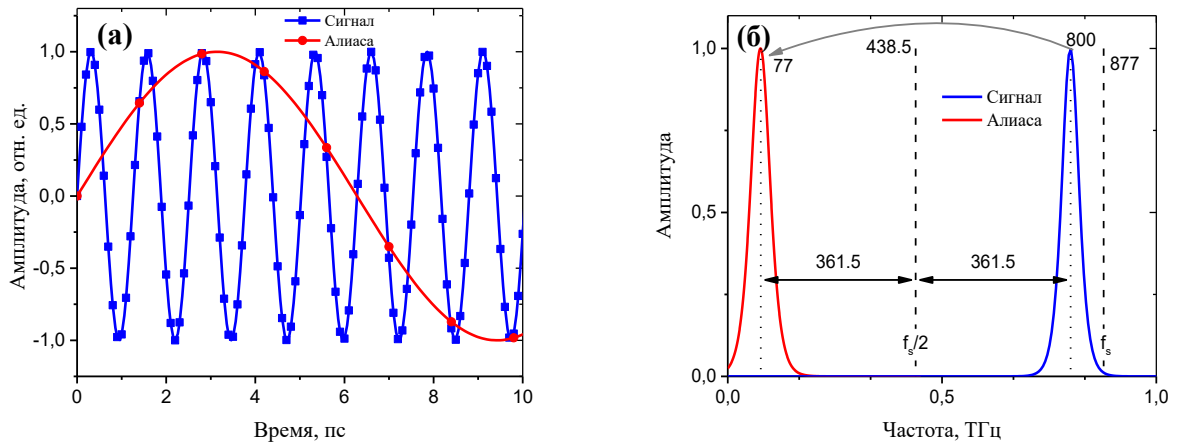 (а)
Сигнал
Алиаса
1,0
0,5
0,0
-0,5
-1,0
Амплитуда, отн. ед.
0
2
4
6
8
10
Время, пс
(б)
438.5
800
877
77
Сигнал
Алиаса
1,0
0,5
0,0
Амплитуда
361.5
361.5
fs/2
fs
0,0
0,5
1,0
Частота, ТГц